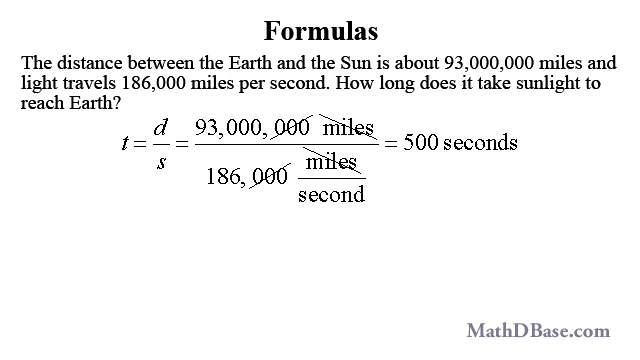 Formulas
The distance between the Earth and the Sun is about 93,000,000 miles and
light travels 186,000 miles per second. How long does it take sunlight to
reach Earth?
t = d/s = 93,000,000 miles / 186,000 miles/second = 500 seconds
MathDBase.com